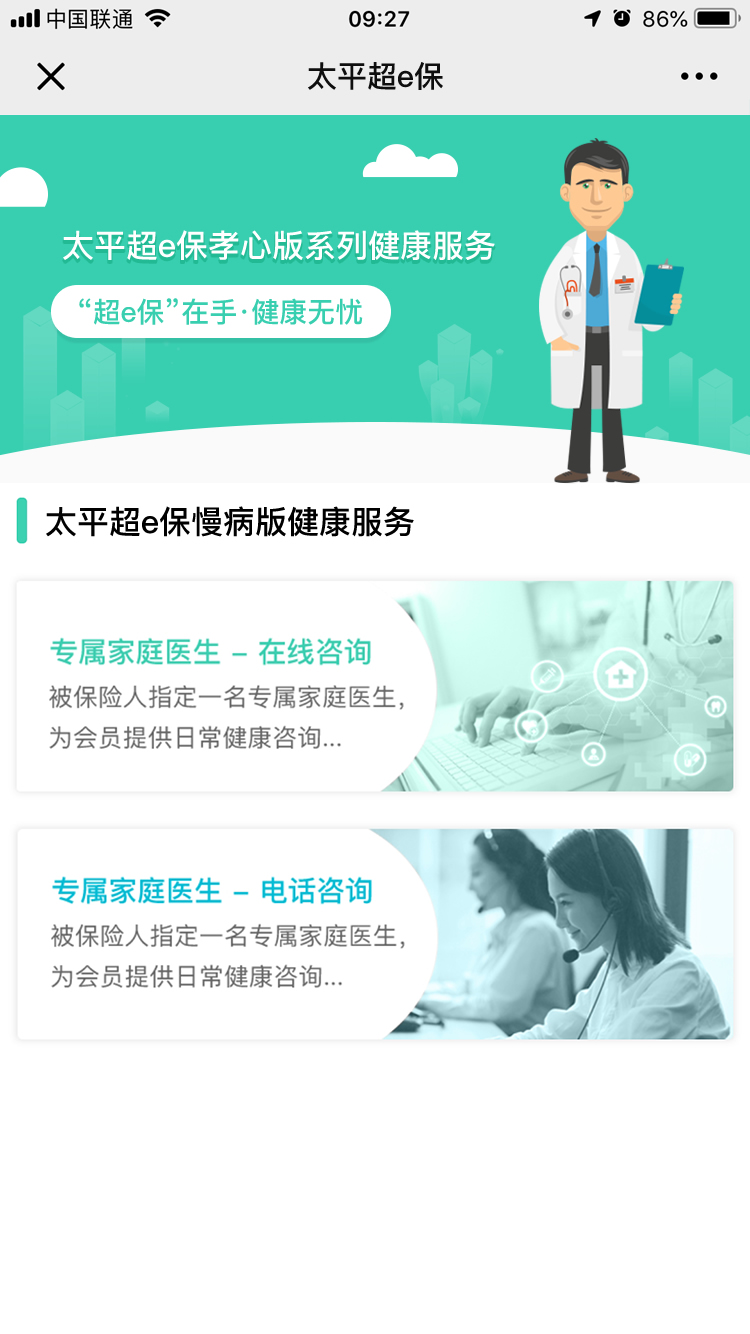 中国联通
09:27
86%
太平超e保
太平超e保孝心版系列健康服务
“超e保”在手·健康无忧
太平超e保慢病版健康服务
专属家庭医生 – 在线咨询
被保险人指定一名专属家庭医生，
为会员提供日常健康咨询...
专属家庭医生 – 电话咨询
被保险人指定一名专属家庭医生，
为会员提供日常健康咨询...